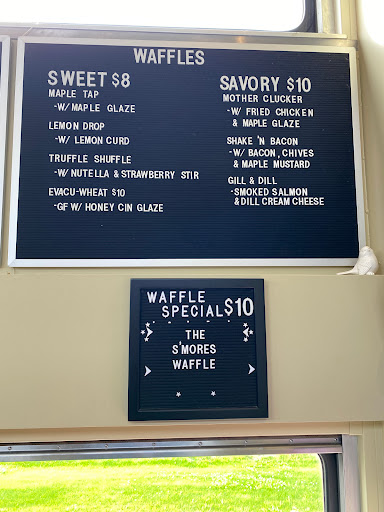 WAFFLES
SWEET $8
MAPLE TAP
-W/ MAPLE GLAZE
LEMON DROP
-W/ LEMON CURD
TRUFFLE SHUFFLE
-W/ NUTELLA & STRAWBERRY STIR
EVACU-WHEAT $10
-GF W/ HONEY CIN GLAZE
SAVORY $10
MOTHER CLUCKER
-W/ FRIED CHICKEN
& MAPLE GLAZE
SHAKE 'N BACON
-W/ BACON, CHIVES
& MAPLE MUSTARD
GILL & DILL
-SMOKED SALMON
& DILL CREAM CHEESE
WAFFLE
SPECIAL $10
THE
S'MORES
WAFFLE